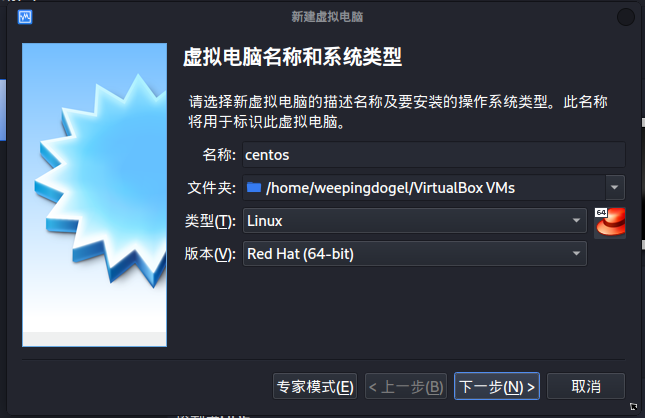 新建虚拟电脑
虚拟电脑名称和系统类型
请选择新虚拟电脑的描述名称及要安装的操作系统类型。此名称
将用于标识此虚拟电脑。
名称: centos
文件夹: /home/weepingdogel/VirtualBox VMs
类型(T): Linux
64
版本(V): Red Hat (64-bit)
专家模式(E) < 上一步(B) 下一步(N) > 取消